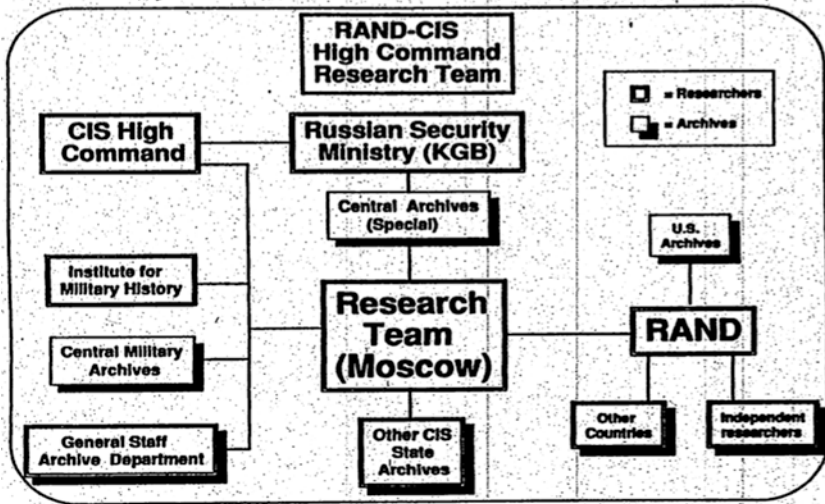 RAND-CIS
High Command
Research Team
= Researchers
= Archives
CIS High
Command
Russian Security
Ministry (KGB)
Central Archives
(Special)
U.S.
Archives
Institute for
Military History
Research
Team
(Moscow)
RAND
Central Military
Archives
General Staff
Archive Department
Other CIS
State
Archives
Other
Countries
Independent
researchers